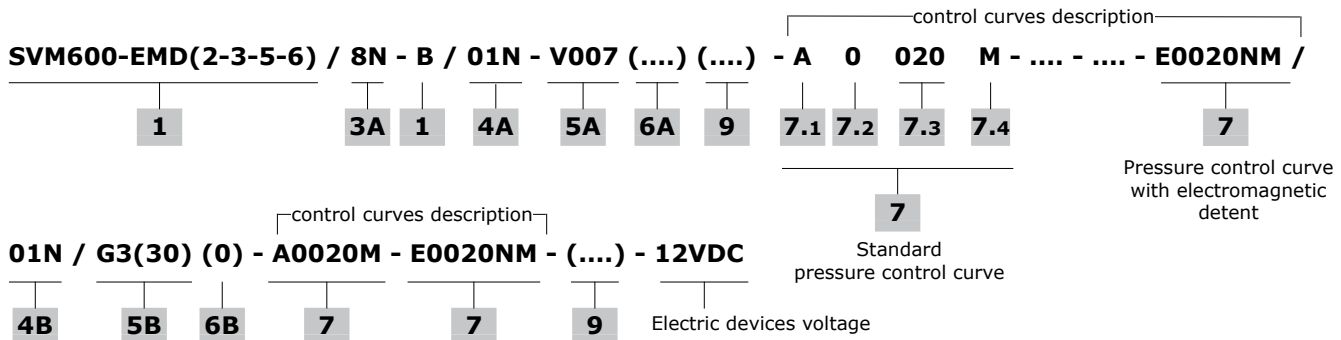 control curves description
SVM600-EMD(2-3-5-6) / 8N - B / 01N - V007 (....) (....) - A 0 020 M - .... - .... - E0020NM /
1 3A 1 4A 5A 6A 9 7.1 7.2 7.3 7.4 7
Pressure control curve
with electromagnetic
detent
7
Standard
pressure control curve
control curves description
01N / G3(30) (0) - A0020M - E0020NM - (....) - 12VDC
4B 5B 6B 7 7 9 Electric devices voltage